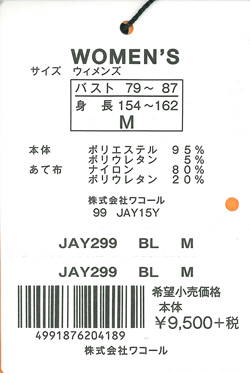 WOMEN'S
サイズ ウィメンズ
バスト 79～ 87
身 長 154～162
M
本体 ポリエステル 95%
ポリウレタン 5%
あて布 ナイロン 80%
ポリウレタン 20%
株式会社ワコール
99 JAY15Y
JAY299 BL M
JAY299 BL M
希望小売価格
本体
¥9,500+税
4991876204189
株式会社ワコール